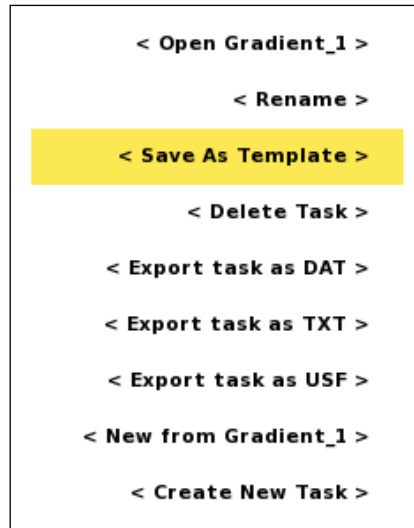 < Open Gradient_1 >
< Rename >
< Save As Template >
< Delete Task >
< Export task as DAT >
< Export task as TXT >
< Export task as USF >
< New from Gradient_1 >
< Create New Task >